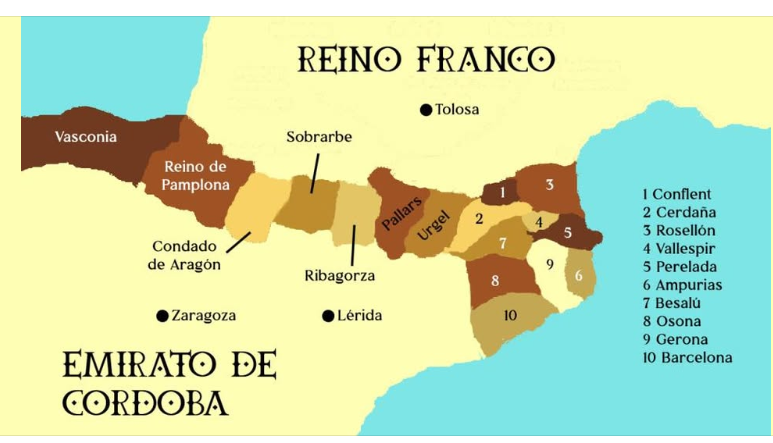 REINO FRANCO
Tolosa
Vasconia
Sobrarbe
Reino de
Pamplona
1
3
Pallars
Urgel
2
4
5
7
Condado
de Aragón
Ribagorza
9
6
8
10
Zaragoza
Lérida
EMIRATO DE
CORDOBA
1 Conflent
2 Cerdaña
3 Rosellón
4 Vallespir
5 Perelada
6 Ampurias
7 Besalú
8 Osona
9 Gerona
10 Barcelona